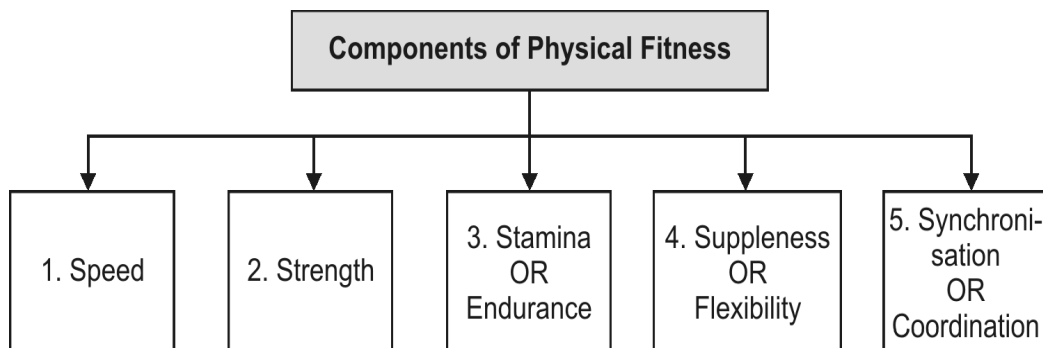 Components of Physical Fitness
1. Speed
2. Strength
3. Stamina
OR
Endurance
4. Suppleness
OR
Flexibility
5. Synchroni-
sation
OR
Coordination